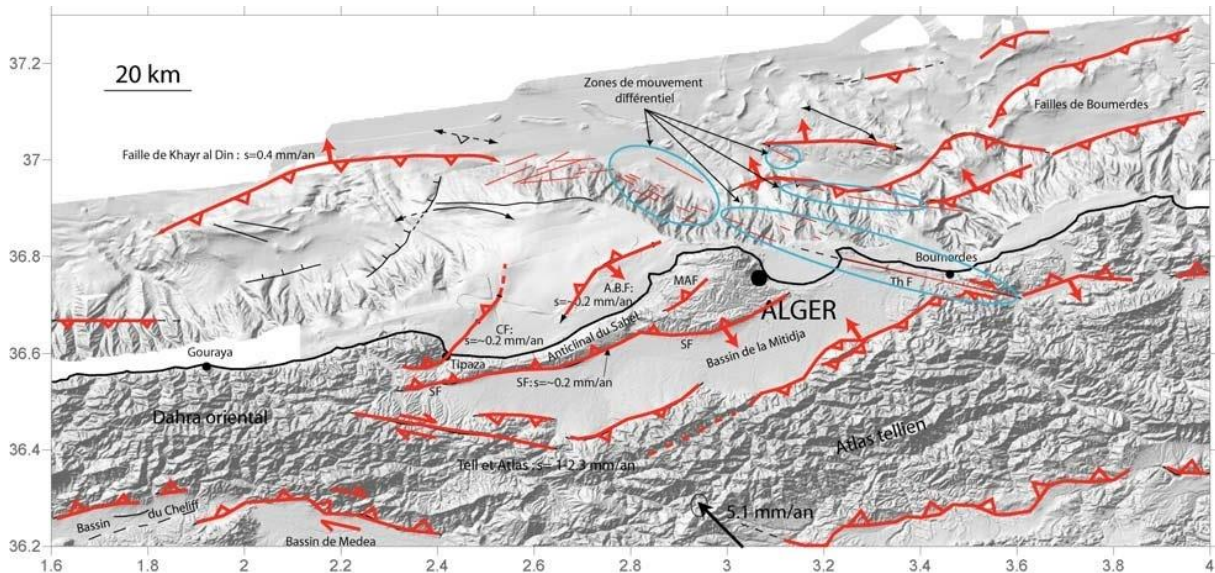 37.2
37
36.8
36.6
36.4
36.2
20 km
Zones de mouvement
différentiel
Failles de Boumerdes
Faille de Khayr al Din : s=0.4 mm/an
Boumerdes
Th F
A.B.F:
s=~0.2 mm/an
MAF
ALGER
CF:
s=~0.2 mm/an
Anticlinal du Sahel
SF
Bassin de la Mitidja
Gouraya
Tipaza
SF
SF: s=~0.2 mm/an
Dahra oriental
Atlas tellien
Tell et Atlas : s= 1-2.3 mm/an
5.1 mm/an
Bassin du Cheliff
Bassin de Medea
1.6 1.8 2 2.2 2.4 2.6 2.8 3 3.2 3.4 3.6 3.8 4